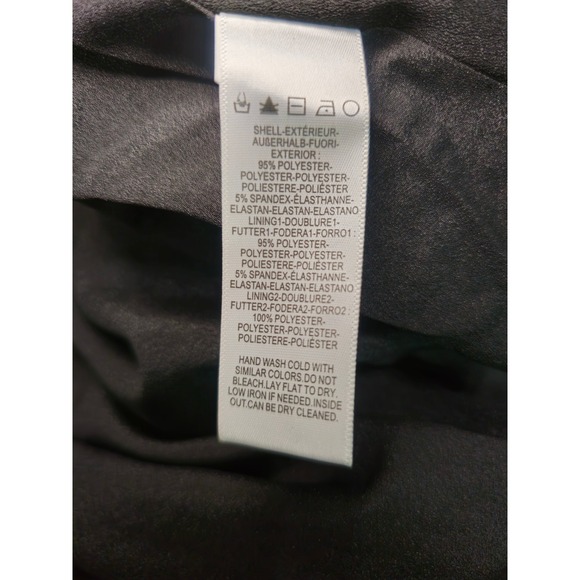 SHELL-EXTÉRIEUR-
AUßERHALB-FUORI-
EXTERIOR :
95% POLYESTER-
POLYESTER-POLYESTER-
POLIESTERE-POLIÉSTER
5% SPANDEX-ÉLASTHANNE-
ELASTAN-ELASTAN-ELASTANO
LINING1-DOUBLURE1-
FUTTER1-FODERA1-FORRO1 :
95% POLYESTER-
POLYESTER-POLYESTER-
POLIESTERE-POLIÉSTER
5% SPANDEX-ÉLASTHANNE-
ELASTAN-ELASTAN-ELASTANO
LINING2-DOUBLURE2-
FUTTER2-FODERA2-FORRO2 :
100% POLYESTER-
POLYESTER-POLYESTER-
POLIESTERE-POLIÉSTER
HAND WASH COLD WITH
SIMILAR COLORS.DO NOT
BLEACH.LAY FLAT TO DRY.
LOW IRON IF NEEDED.INSIDE
OUT.CAN BE DRY CLEANED.